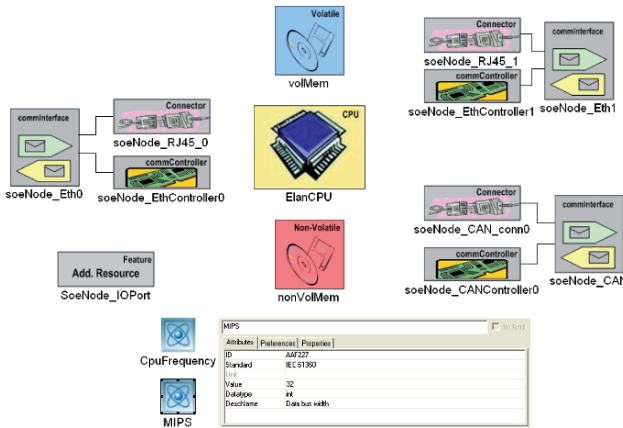 Volatile
volMem
Connector
soeNode_RJ45_1
commController
soeNode_EthController1
comminterface
soeNode_Eth1
comminterface
soeNode_Eth0
Connector
soeNode_RJ45_0
commController
soeNode_EthController0
CPU
ElanCPU
Connector
soeNode_CAN_conn0
commController
soeNode_CANController0
comminterface
soeNode_CAN
Feature
Add. Resource
SoeNode_IOPort
Non-Volatile
nonVolMem
CpuFrequency
MIPS
MIPS
Attributes Preferences Properties
ID AAF227
Standard IEC 61360
Unit
Value 32
Datatype int
DescName Data bus width